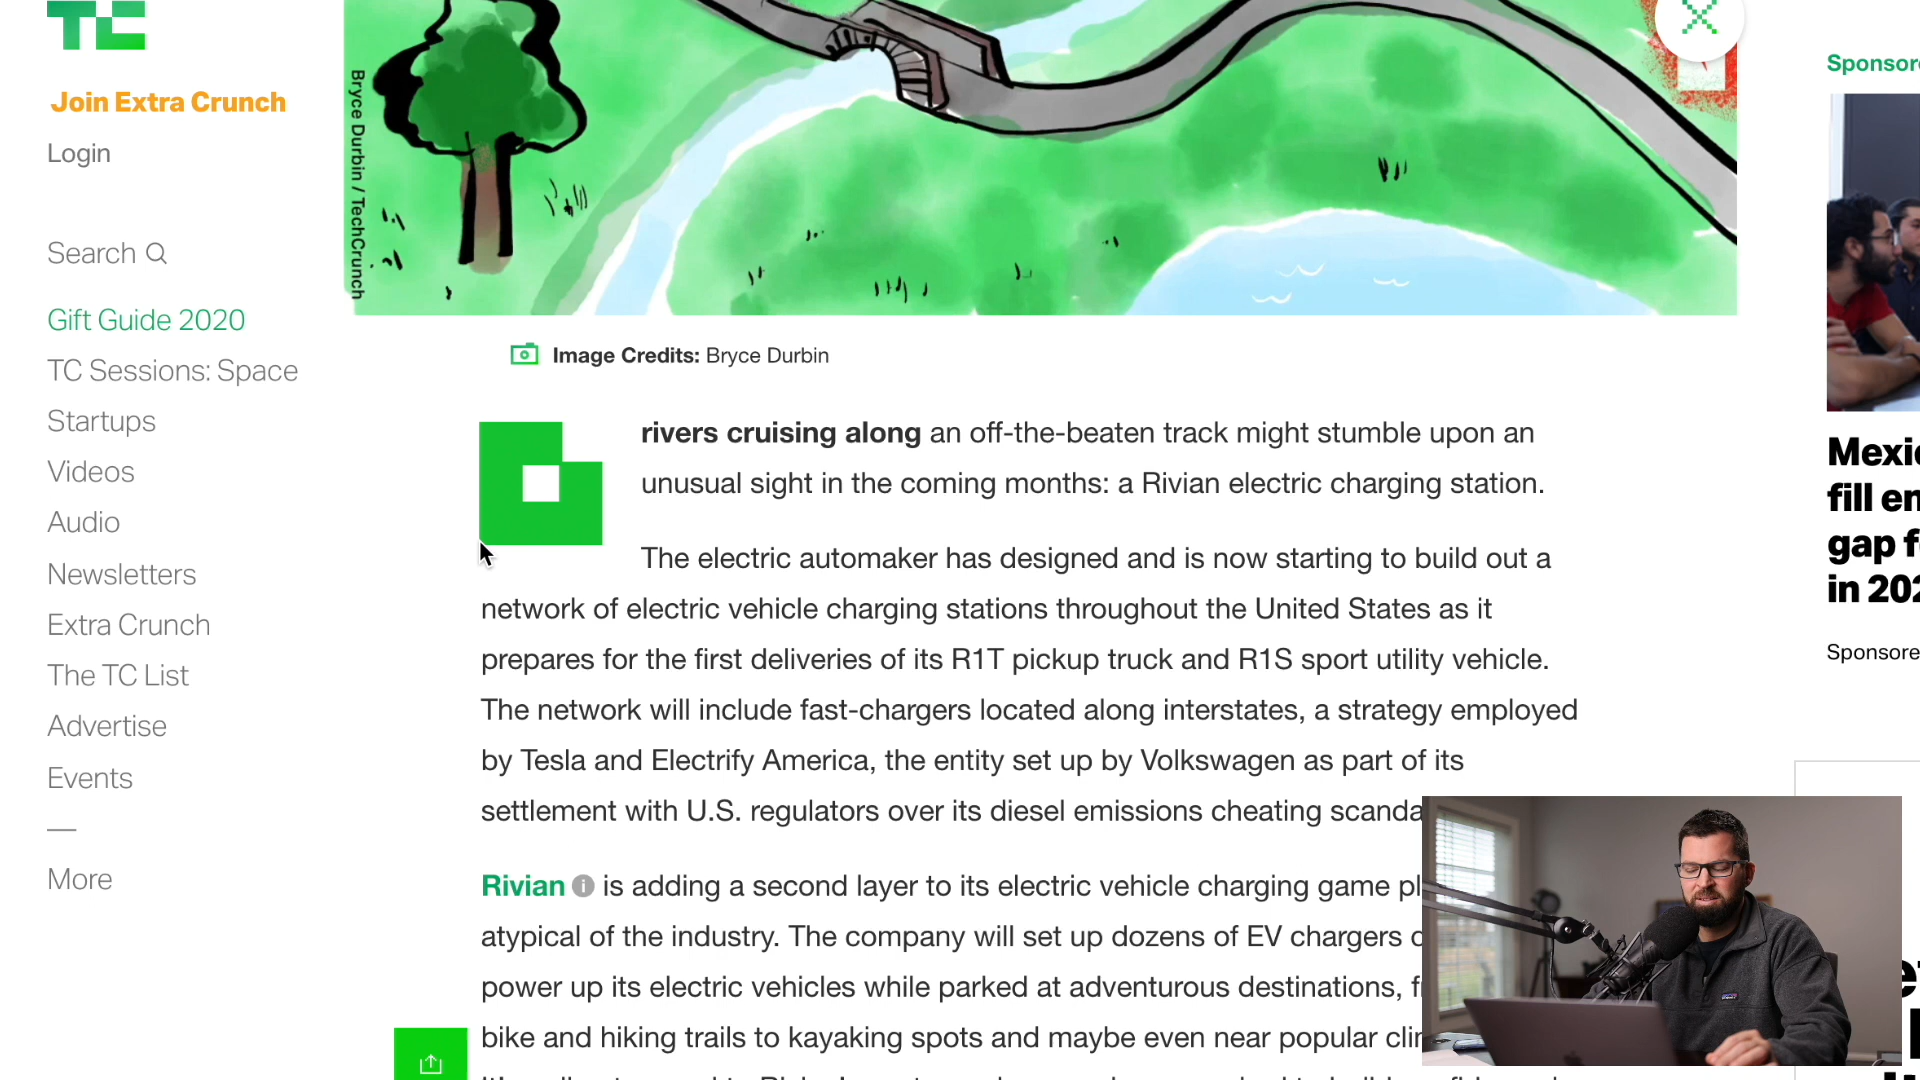 TC
Join Extra Crunch
Login
Search
Gift Guide 2020
TC Sessions: Space
Startups
Videos
Audio
Newsletters
Extra Crunch
The TC List
Advertise
Events
More
Bryce Durbin / TechCrunch
Image Credits: Bryce Durbin
D
rivers cruising along an off-the-beaten track might stumble upon an
unusual sight in the coming months: a Rivian electric charging station.
The electric automaker has designed and is now starting to build out a
network of electric vehicle charging stations throughout the United States as it
prepares for the first deliveries of its R1T pickup truck and R1S sport utility vehicle.
The network will include fast-chargers located along interstates, a strategy employed
by Tesla and Electrify America, the entity set up by Volkswagen as part of its
settlement with U.S. regulators over its diesel emissions cheating scanda
Rivian is adding a second layer to its electric vehicle charging game pl
atypical of the industry. The company will set up dozens of EV chargers
power up its electric vehicles while parked at adventurous destinations,
bike and hiking trails to kayaking spots and maybe even near popular
Sponsor
Mexi
fill en
gap f
in 202
Sponsore